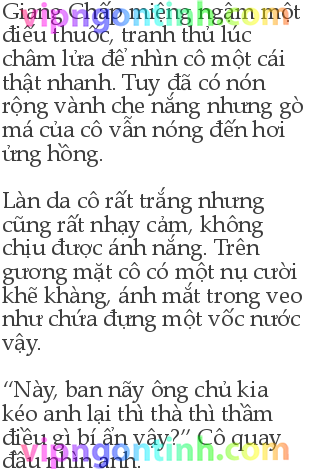 vipngontinh.com
Giang chấp miệng ngậm một
điếu thuốc, tranh thủ lúc
châm lửa để nhìn cô một cái
thật nhanh. Tuy đã có nón
rộng vành che nắng nhưng gò
má của cô vẫn nóng đến hơi
ửng hồng.
Làn da cô rất trắng nhưng
cũng rất nhạy cảm, không
chịu được ánh nắng. Trên
gương mặt cô có một nụ cười
khẽ khàng, ánh mắt trong veo
như chứa đựng một vốc nước
vậy.
“Này, ban nãy ông chủ kia
kéo anh lại thì thà thì thầm
điều gì bí ẩn vậy?” Cô quay
đầu nhìn anh.
vipngontinh.com